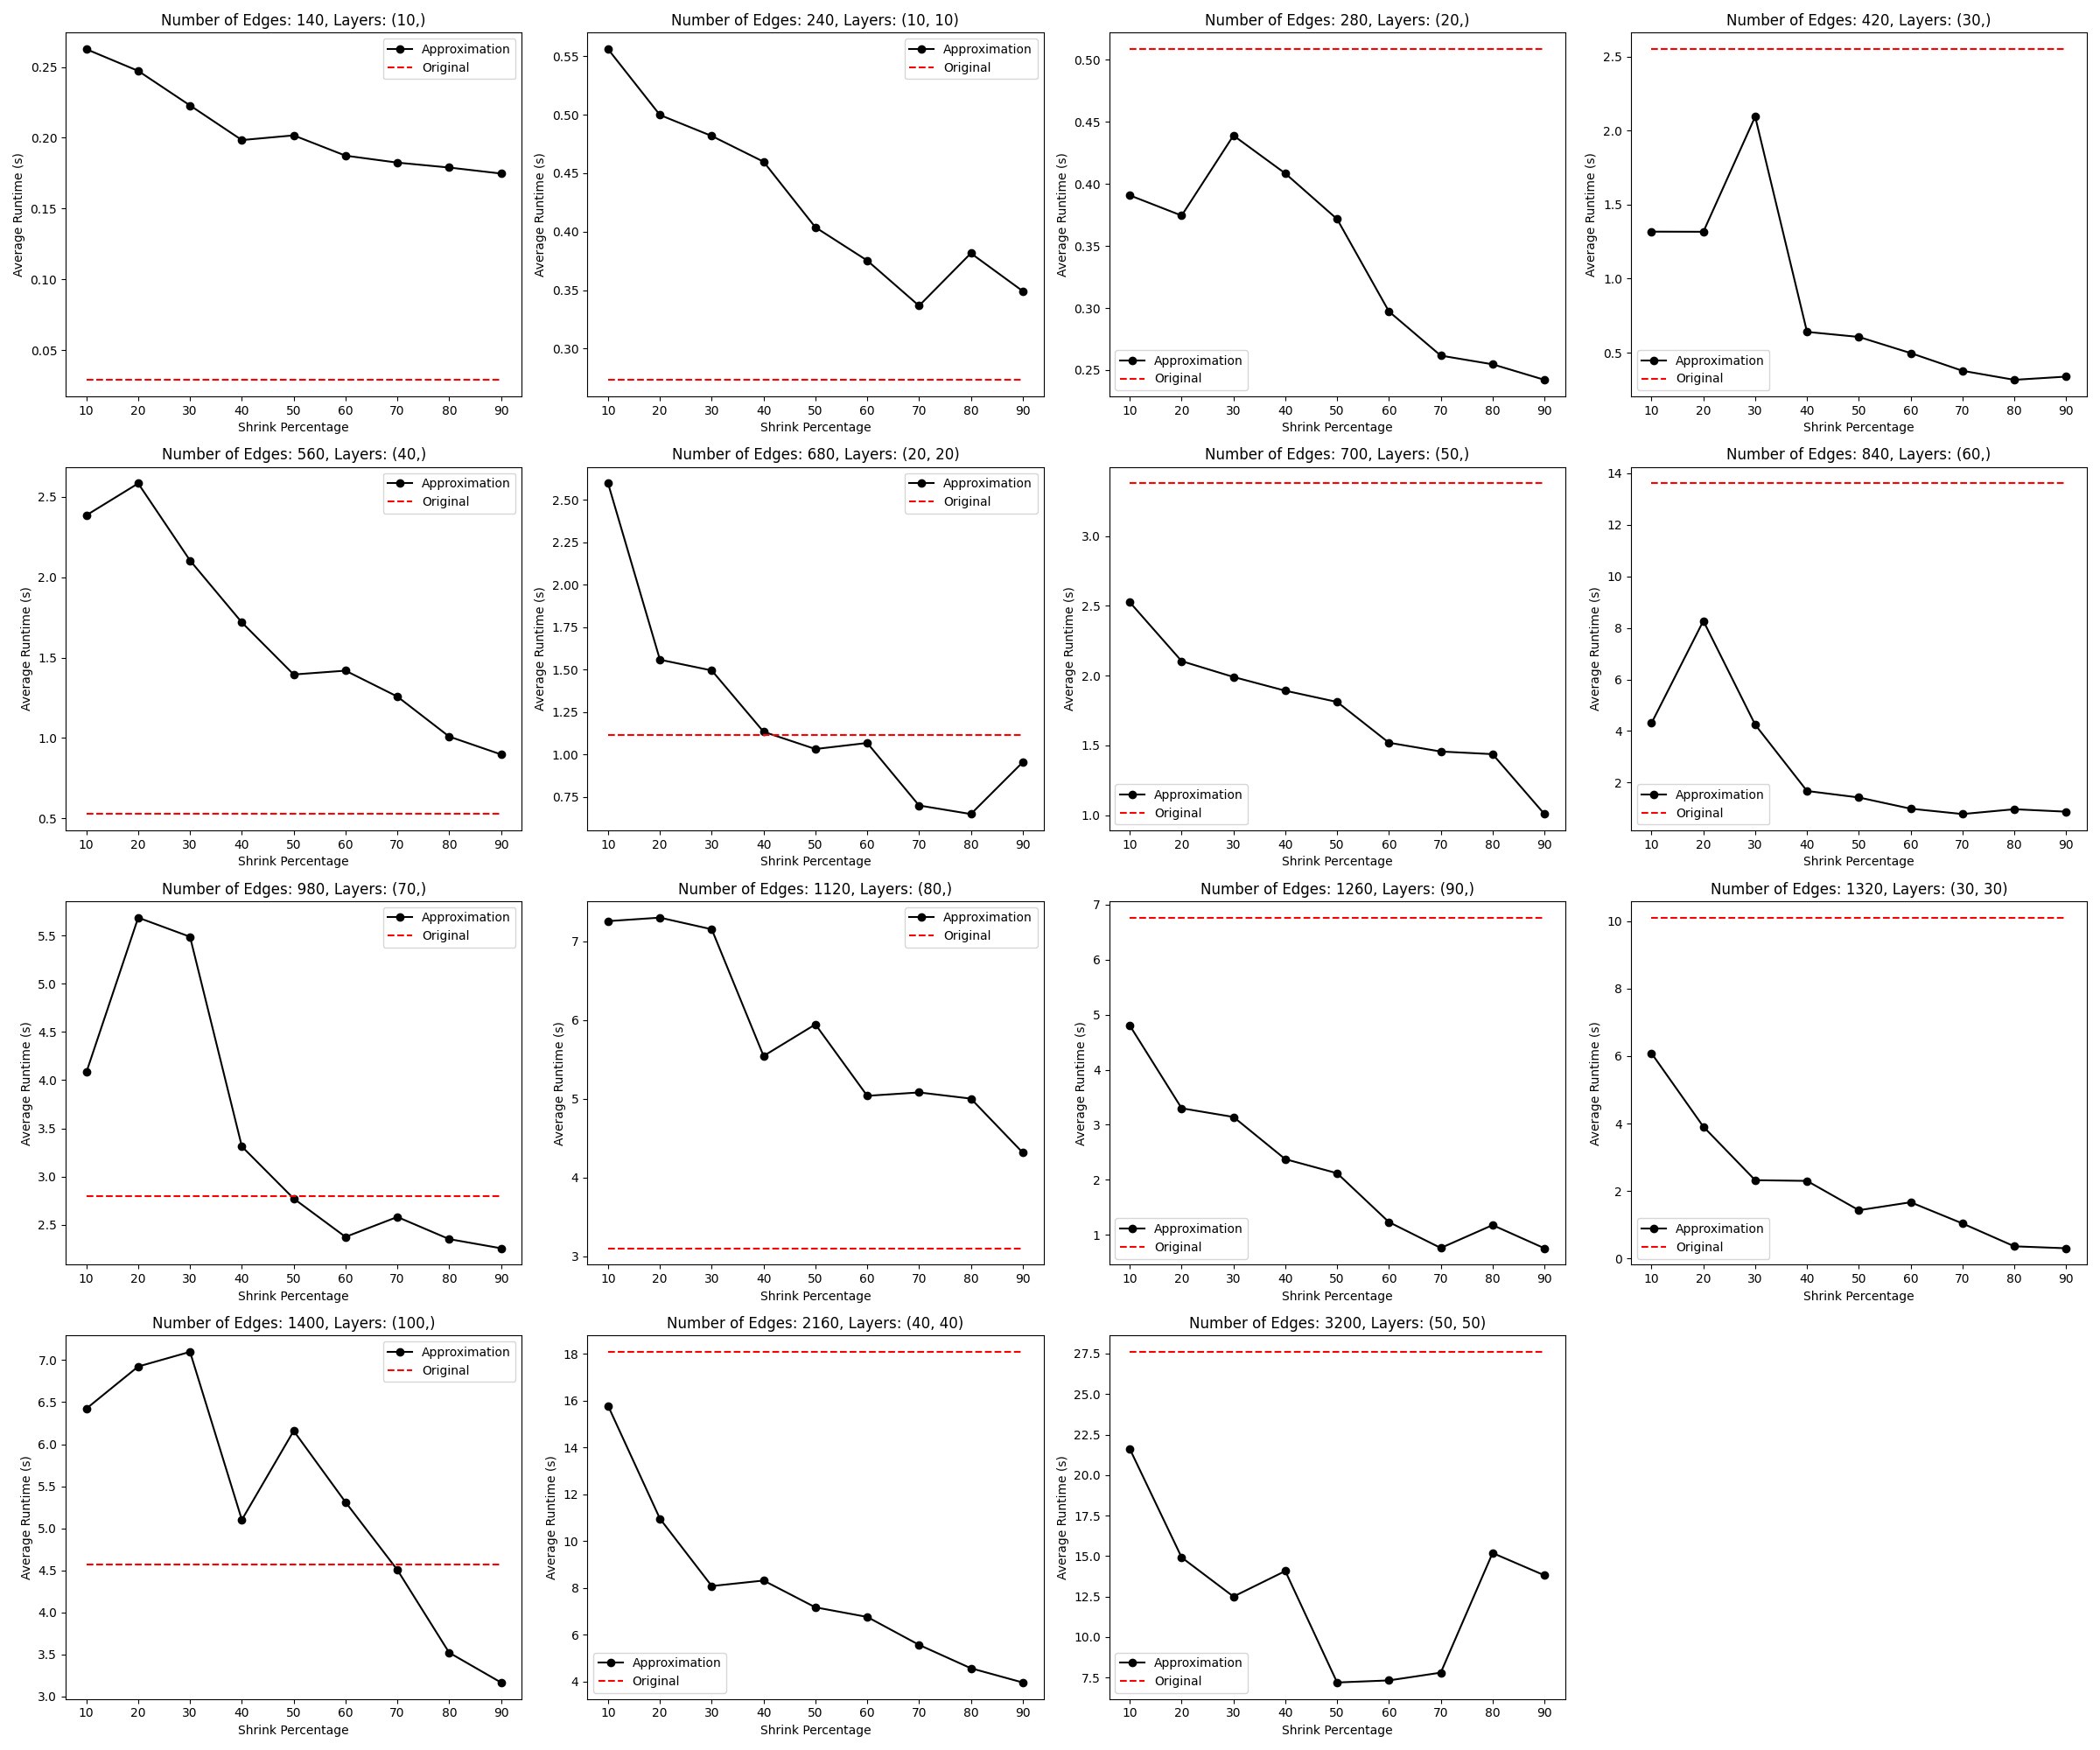 Number of Edges: 140, Layers: (10,)
Average Runtime (s)
0.25
0.20
0.15
0.10
0.05
Approximation
Original
10 20 30 40 50 60 70 80 90
Shrink Percentage
Number of Edges: 240, Layers: (10, 10)
Average Runtime (s)
0.55
0.50
0.45
0.40
0.35
0.30
Approximation
Original
10 20 30 40 50 60 70 80 90
Shrink Percentage
Number of Edges: 280, Layers: (20,)
Average Runtime (s)
0.50
0.45
0.40
0.35
0.30
0.25
Approximation
Original
10 20 30 40 50 60 70 80 90
Shrink Percentage
Number of Edges: 420, Layers: (30,)
Average Runtime (s)
2.5
2.0
1.5
1.0
0.5
Approximation
Original
10 20 30 40 50 60 70 80 90
Shrink Percentage
Number of Edges: 560, Layers: (40,)
Average Runtime (s)
2.5
2.0
1.5
1.0
0.5
Approximation
Original
10 20 30 40 50 60 70 80 90
Shrink Percentage
Number of Edges: 680, Layers: (20, 20)
Average Runtime (s)
2.50
2.25
2.00
1.75
1.50
1.25
1.00
0.75
Approximation
Original
10 20 30 40 50 60 70 80 90
Shrink Percentage
Number of Edges: 700, Layers: (50,)
Average Runtime (s)
3.0
2.5
2.0
1.5
1.0
Approximation
Original
10 20 30 40 50 60 70 80 90
Shrink Percentage
Number of Edges: 840, Layers: (60,)
Average Runtime (s)
14
12
10
8
6
4
2
Approximation
Original
10 20 30 40 50 60 70 80 90
Shrink Percentage
Number of Edges: 980, Layers: (70,)
Average Runtime (s)
5.5
5.0
4.5
4.0
3.5
3.0
2.5
Approximation
Original
10 20 30 40 50 60 70 80 90
Shrink Percentage
Number of Edges: 1120, Layers: (80,)
Average Runtime (s)
7
6
5
4
3
Approximation
Original
10 20 30 40 50 60 70 80 90
Shrink Percentage
Number of Edges: 1260, Layers: (90,)
Average Runtime (s)
7
6
5
4
3
2
1
Approximation
Original
10 20 30 40 50 60 70 80 90
Shrink Percentage
Number of Edges: 1320, Layers: (30, 30)
Average Runtime (s)
10
8
6
4
2
0
Approximation
Original
10 20 30 40 50 60 70 80 90
Shrink Percentage
Number of Edges: 1400, Layers: (100,)
Average Runtime (s)
7.0
6.5
6.0
5.5
5.0
4.5
4.0
3.5
3.0
Approximation
Original
10 20 30 40 50 60 70 80 90
Shrink Percentage
Number of Edges: 2160, Layers: (40, 40)
Average Runtime (s)
18
16
14
12
10
8
6
4
Approximation
Original
10 20 30 40 50 60 70 80 90
Shrink Percentage
Number of Edges: 3200, Layers: (50, 50)
Average Runtime (s)
27.5
25.0
22.5
20.0
17.5
15.0
12.5
10.0
7.5
Approximation
Original
10 20 30 40 50 60 70 80 90
Shrink Percentage